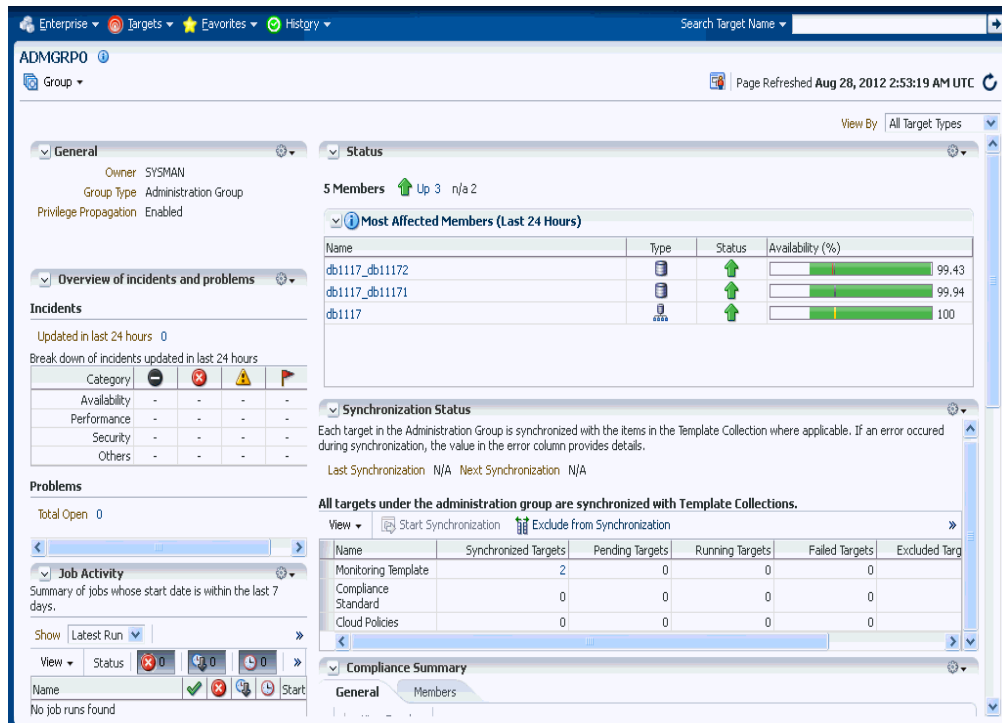 Enterprise Targets Favorites History Search Target Name
ADMGRP0
Group Page Refreshed Aug 28, 2012 2:53:19 AM UTC
View By All Target Types
General
Owner SYSMAN
Group Type Administration Group
Privilege Propagation Enabled
Overview of incidents and problems
Incidents
Updated in last 24 hours 0
Break down of incidents updated in last 24 hours
Category
Availability - - - -
Performance - - - -
Security - - - -
Others - - - -
Problems
Total Open 0
Job Activity
Summary of jobs whose start date is within the last 7
days.
Show Latest Run »
View Status 0 0 0 »
Name Start
No job runs found
Status
5 Members Up 3 n/a 2
Most Affected Members (Last 24 Hours)
Name Type Status Availability (%)
db1117_db11172 99.43
db1117_db11171 99.94
db1117 100
Synchronization Status
Each target in the Administration Group is synchronized with the items in the Template Collection where applicable. If an error occured
during synchronization, the value in the error column provides details.
Last Synchronization N/A Next Synchronization N/A
All targets under the administration group are synchronized with Template Collections.
View Start Synchronization Exclude from Synchronization »
Name Synchronized Targets Pending Targets Running Targets Failed Targets Excluded Targ
Monitoring Template 2 0 0 0
Compliance
Standard 0 0 0 0
Cloud Policies 0 0 0 0
Compliance Summary
General Members